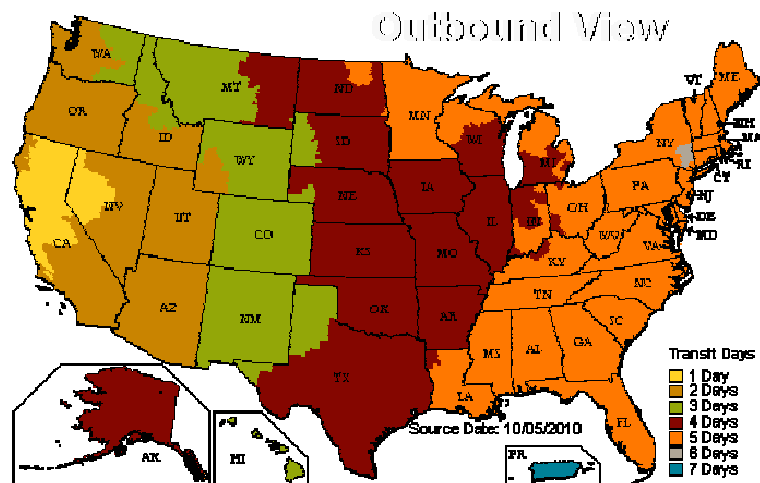 Outbound View
WA
MT
ND
MN
VT
ME
OR
ID
SD
WI
MI
NY
NH
MA
RI
CT
WY
NE
IA
PA
NJ
NV
UT
CO
IL
IN
OH
WV
DE
MD
CA
KS
MO
KY
VA
AZ
NM
OK
AR
TN
NC
SC
TX
MS
AL
GA
LA
FL
AK
HI
PR
Source Date: 10/05/2010
Transit Days
1 Day
2 Days
3 Days
4 Days
5 Days
6 Days
7 Days